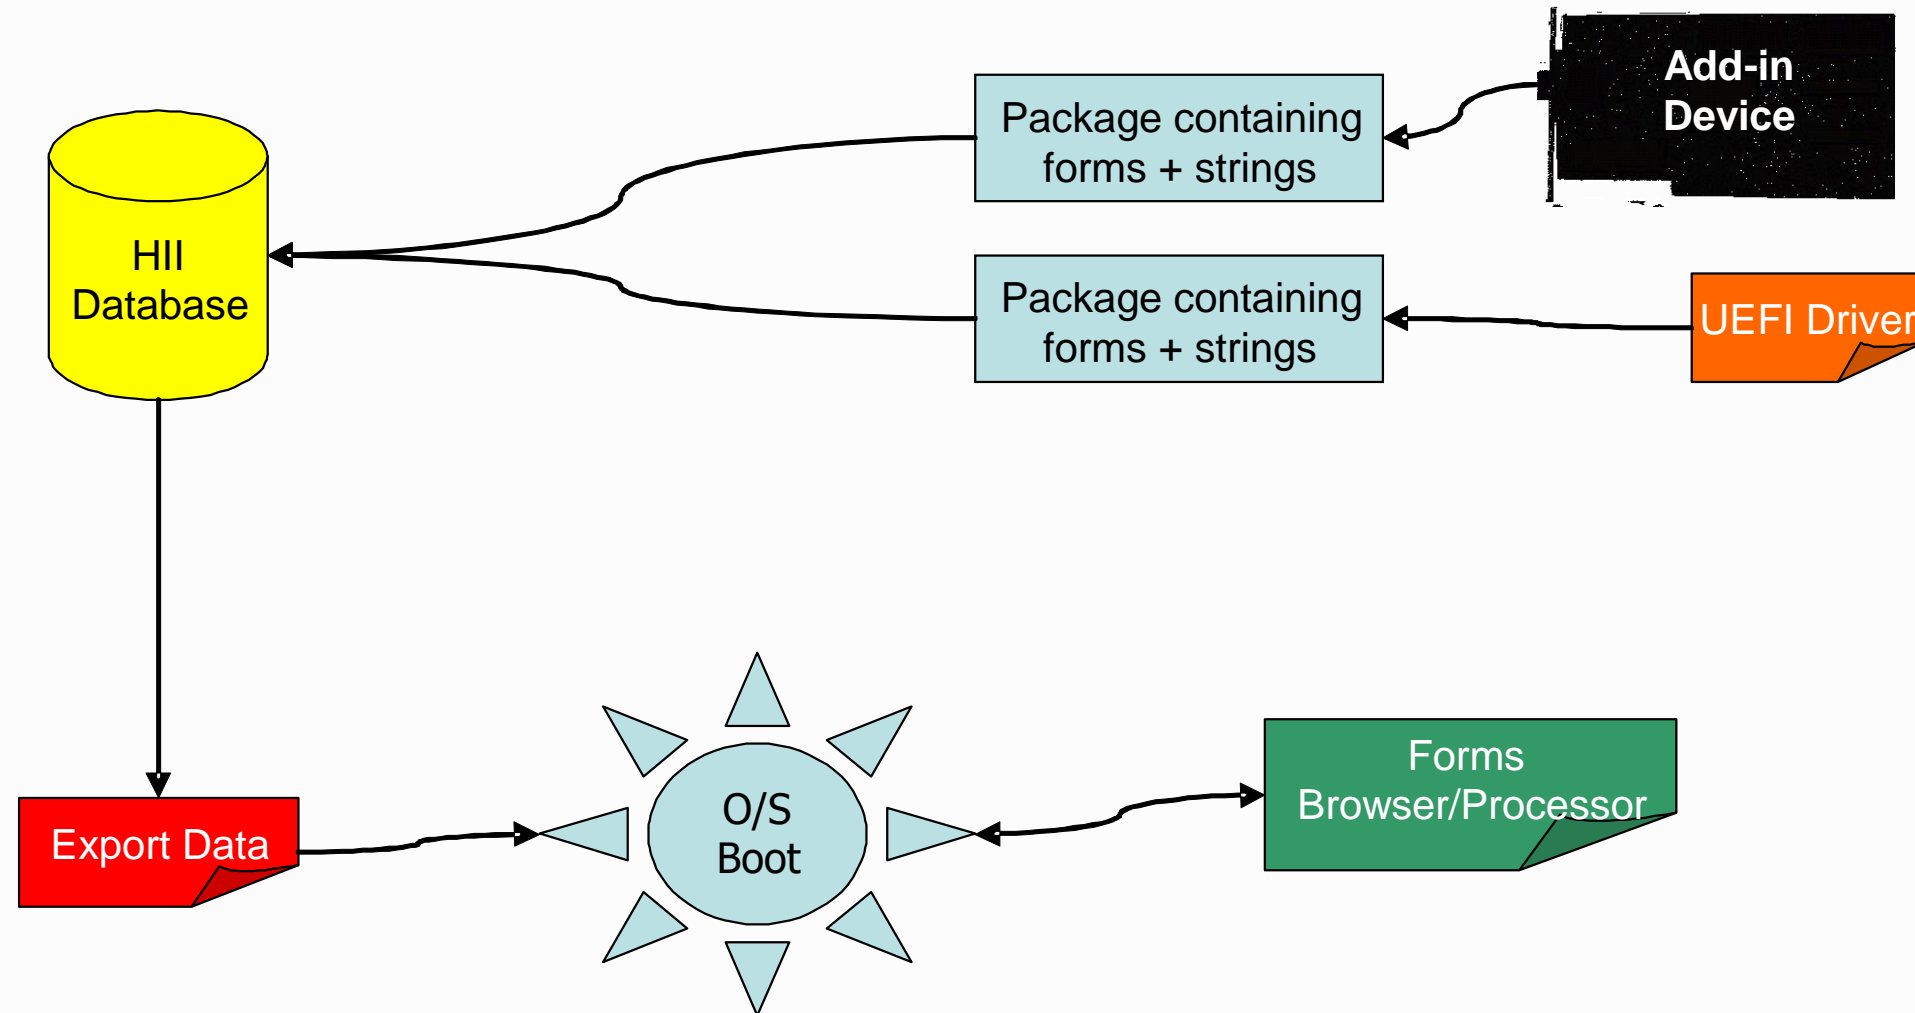 Add-in
Device
Package containing
forms + strings
HII
Database
Package containing
forms + strings
UEFI Driver
Forms
Browser/Processor
O/S
Boot
Export Data